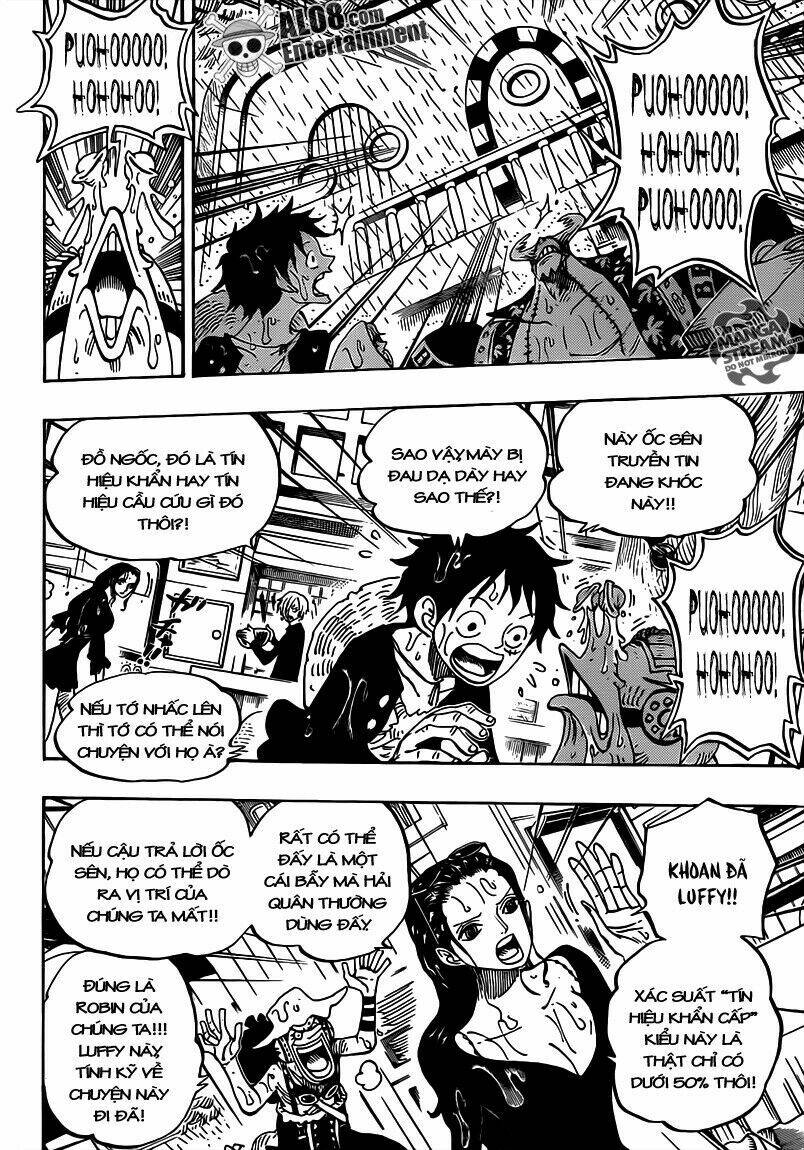 AL08.com
Entertainment
PUOHOOOOO!
HOHOHOO!
PUOHOOOO!
PUOHOOOOO!
HOHOHOO!
MANGA
STREAM
DO NOT MIRROR
NÀY ỐC SÊN
TRUYỀN TIN
ĐANG KHÓC
NÀY!!
SAO VẬY, MÀY BỊ
ĐAU DẠ DÀY HAY
SAO THẾ?!
ĐỒ NGỐC, ĐÓ LÀ TÍN
HIỆU KHẨN HAY TÍN
HIỆU CẦU CỨU GÌ ĐÓ
THÔI?!
PUOHOOOOO!
HOHOHOO!
NẾU TỚ NHẤC LÊN
THÌ TỚ CÓ THỂ NÓI
CHUYỆN VỚI HỌ À?
KHOAN ĐÃ
LUFFY!!
XÁC SUẤT “TÍN
HIỆU KHẨN CẤP”
KIỂU NÀY LÀ
THẬT CHỈ CÓ
DƯỚI 50% THÔI!
RẤT CÓ THỂ
ĐẤY LÀ MỘT
CÁI BẪY MÀ HẢI
QUÂN THƯỜNG
DÙNG ĐẤY.
NẾU CẬU TRẢ LỜI ỐC
SÊN, HỌ CÓ THỂ DÒ
RA VỊ TRÍ CỦA
CHÚNG TA MẤT!!
ĐÚNG LÀ
ROBIN CỦA
CHÚNG TA!!!
LUFFY NÀY,
TÍNH KỸ VỀ
CHUYỆN NÀY
ĐI ĐÃ!